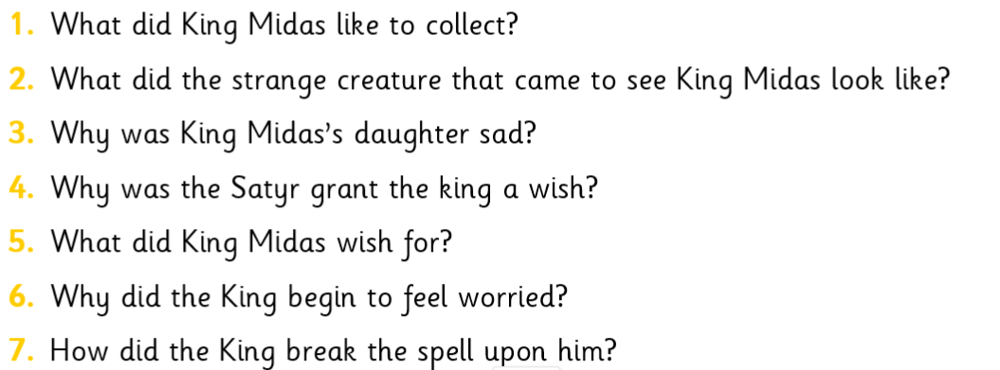 1. What did King Midas like to collect?
2. What did the strange creature that came to see King Midas look like?
3. Why was King Midas's daughter sad?
4. Why was the Satyr grant the king a wish?
5. What did King Midas wish for?
6. Why did the King begin to feel worried?
7. How did the King break the spell upon him?